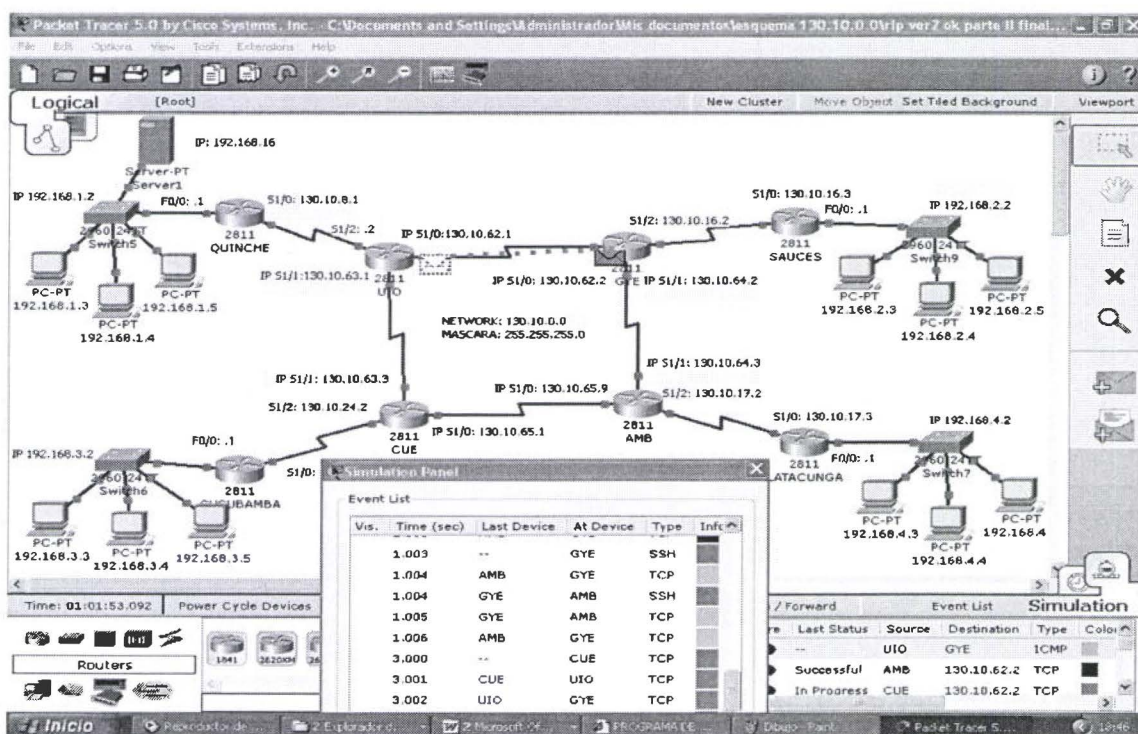 Packet Tracer 5.0 by Cisco Systems, Inc. - C:\Documents and Settings\Administrador\Mis documentos\esquema 130.10.0.0\rip ver2 ok parte II final...
File Edit Options View Tools Extensions Help
Logical [Root] New Cluster Move Object Set Tiled Background Viewport
IP: 192.168.16
Server-PT
Server1
IP 192.168.1.2
F0/0: .1
S1/0: 130.10.8.1
2960-24TT
Switch5
2811
QUINCHE
S1/2: .2
IP S1/0:130.10.62.1
S1/2: 130.10.16.2
S1/0: 130.10.16.3
F0/0: .1
IP 192.168.2.2
2811
SAUCES
2960-24TT
Switch9
IP S1/1:130.10.63.1
2811
UIO
IP S1/0: 130.10.62.2
2811
GYE
IP S1/1: 130.10.64.2
PC-PT
192.168.1.3
PC-PT
192.168.1.4
PC-PT
192.168.1.5
PC-PT
192.168.2.3
PC-PT
192.168.2.4
PC-PT
192.168.2.5
NETWORK: 130.10.0.0
MASCARA: 255.255.255.0
IP S1/1: 130.10.63.3
S1/2: 130.10.24.2
2811
CUE
IP S1/0: 130.10.65.1
IP S1/0: 130.10.65.9
IP S1/1: 130.10.64.3
S1/2: 130.10.17.2
2811
AMB
S1/0: 130.10.17.3
2811
LATACUNGA
F0/0: .1
IP 192.168.4.2
2960-24TT
Switch7
IP 192.168.3.2
F0/0: .1
2960-24TT
Switch6
2811
S1/0:
PC-PT
192.168.3.3
PC-PT
192.168.3.4
PC-PT
192.168.3.5
PC-PT
192.168.4.3
PC-PT
192.168.4.4
PC-PT
192.168.4
Simulation Panel
Event List
Vis. Time (sec) Last Device At Device Type Info
1.003 -- GYE SSH
1.004 AMB GYE TCP
1.004 GYE AMB SSH
1.005 GYE AMB TCP
1.006 AMB GYE TCP
3.000 -- CUE TCP
3.001 CUE UIO TCP
3.002 UIO GYE TCP
Time: 01:01:53.092 Power Cycle Devices / Forward Event List Simulation
Routers
1841 2620XM
Last Status Source Destination Type Color
-- UIO GYE ICMP
Successful AMB 130.10.62.2 TCP
In Progress CUE 130.10.62.2 TCP
Inicio Reproductor de ... 2 Explorador d... 2 Microsoft Of... PROGRAMA DE ... Dibujo - Paint Packet Tracer 5.... 18:46